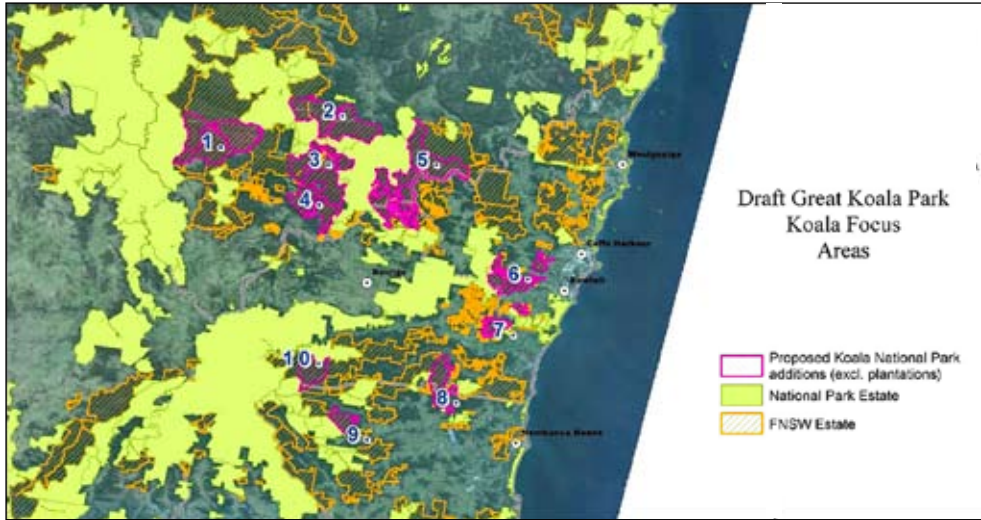 2 .
1 .
3 .
5 .
4 .
6 .
7 .
10 .
8 .
9 .
Woolgoolga
Coffs Harbour
Sawtell
Dorrigo
Nambucca Heads
Draft Great Koala Park
Koala Focus
Areas
Proposed Koala National Park
additions (excl. plantations)
National Park Estate
FNSW Estate